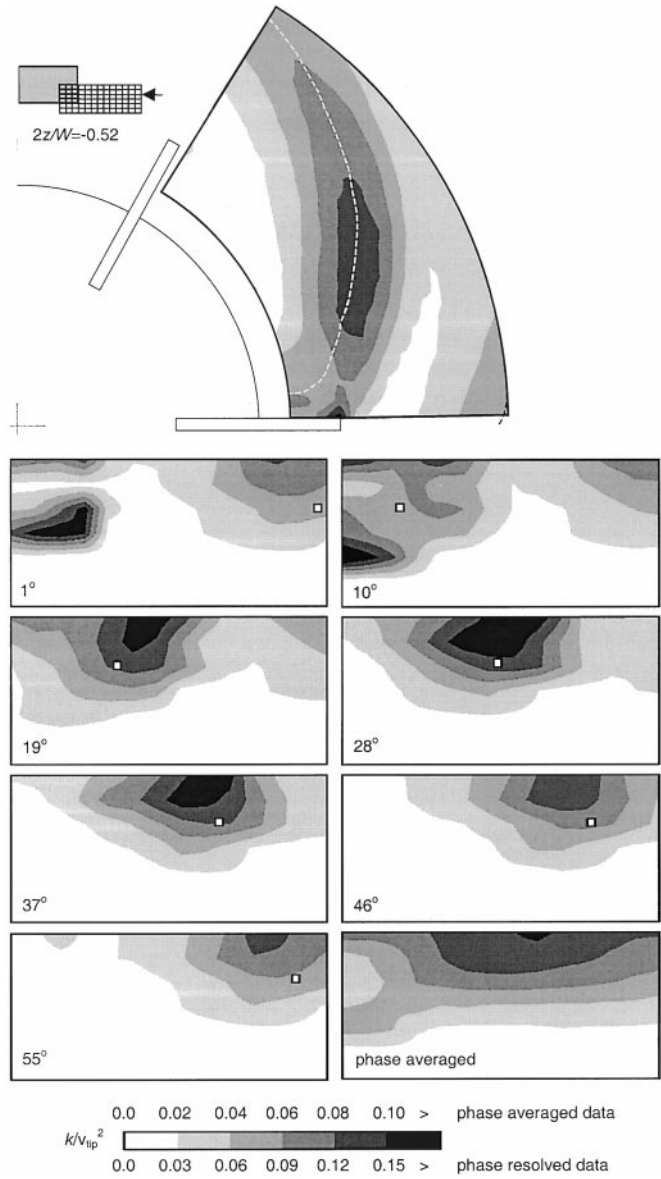 2z/W=-0.52
1°
10°
19°
28°
37°
46°
55°
phase averaged
0.0 0.02 0.04 0.06 0.08 0.10 > phase averaged data
k/v_tip^2
0.0 0.03 0.06 0.09 0.12 0.15 > phase resolved data